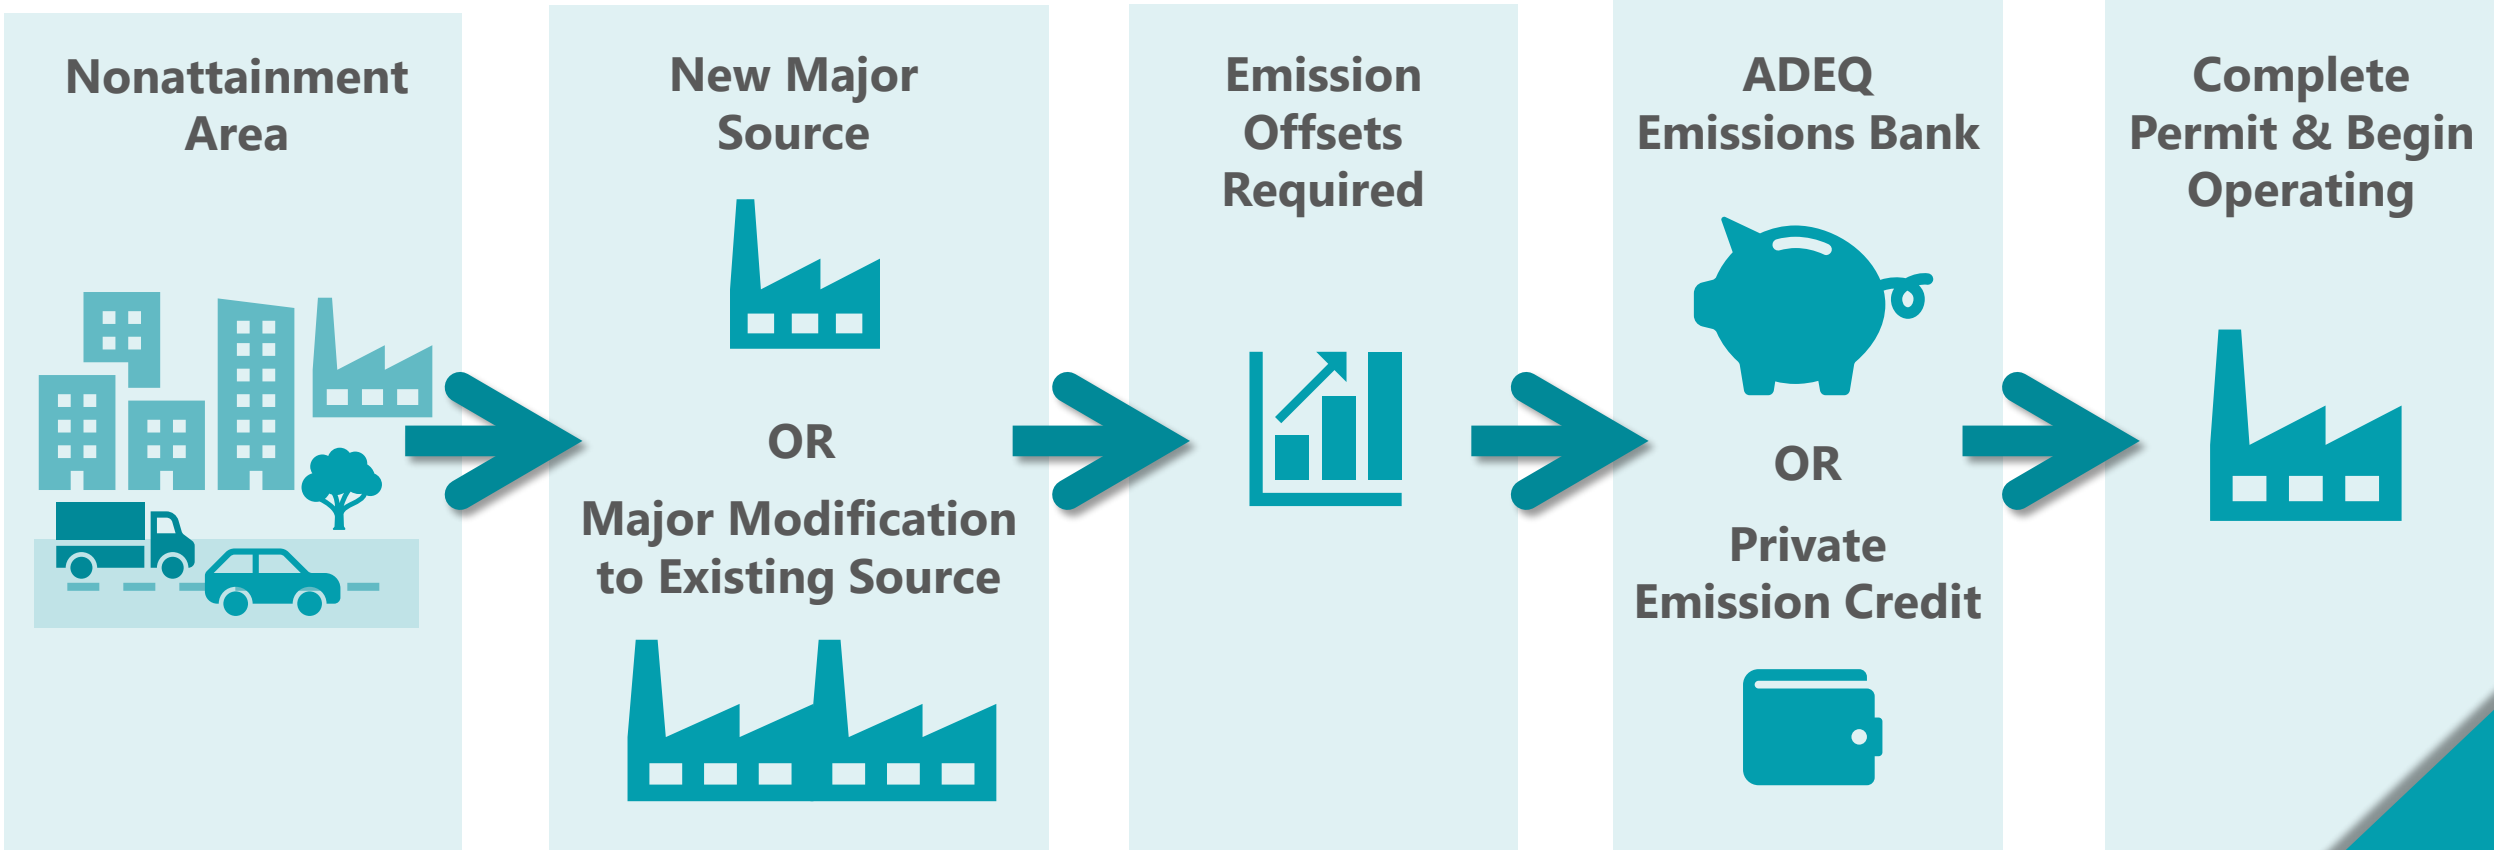 Nonattainment
Area
New Major
Source
OR
Major Modification
to Existing Source
Emission
Offsets
Required
ADEQ
Emissions Bank
OR
Private
Emission Credit
Complete
Permit & Begin
Operating